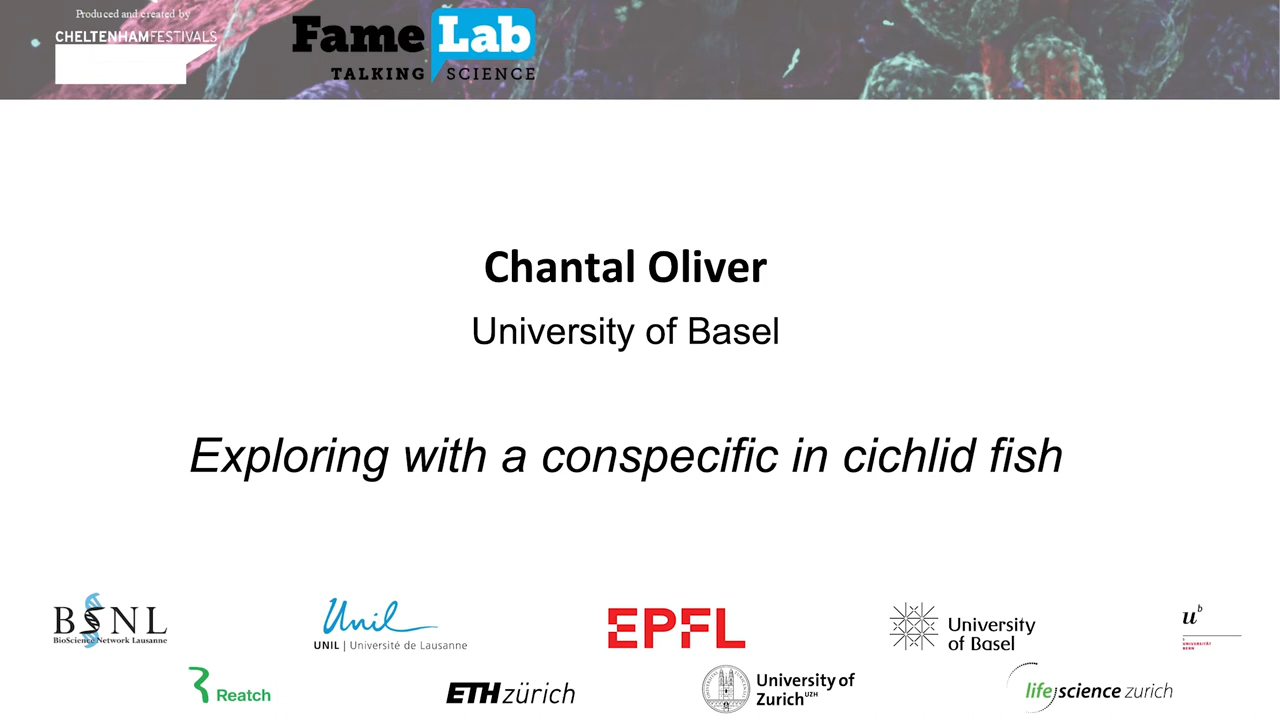 Produced and created by
CHELTENHAMFESTIVALS
Fame Lab
TALKING SCIENCE
Chantal Oliver
University of Basel
Exploring with a conspecific in cichlid fish
BSNL
BioScience Network Lausanne
Unil
UNIL | Université de Lausanne
EPFL
University
of Basel
u b
UNIVERSITÄT
BERN
Reatch
ETH zürich
University of
Zurich UZH
life science zurich